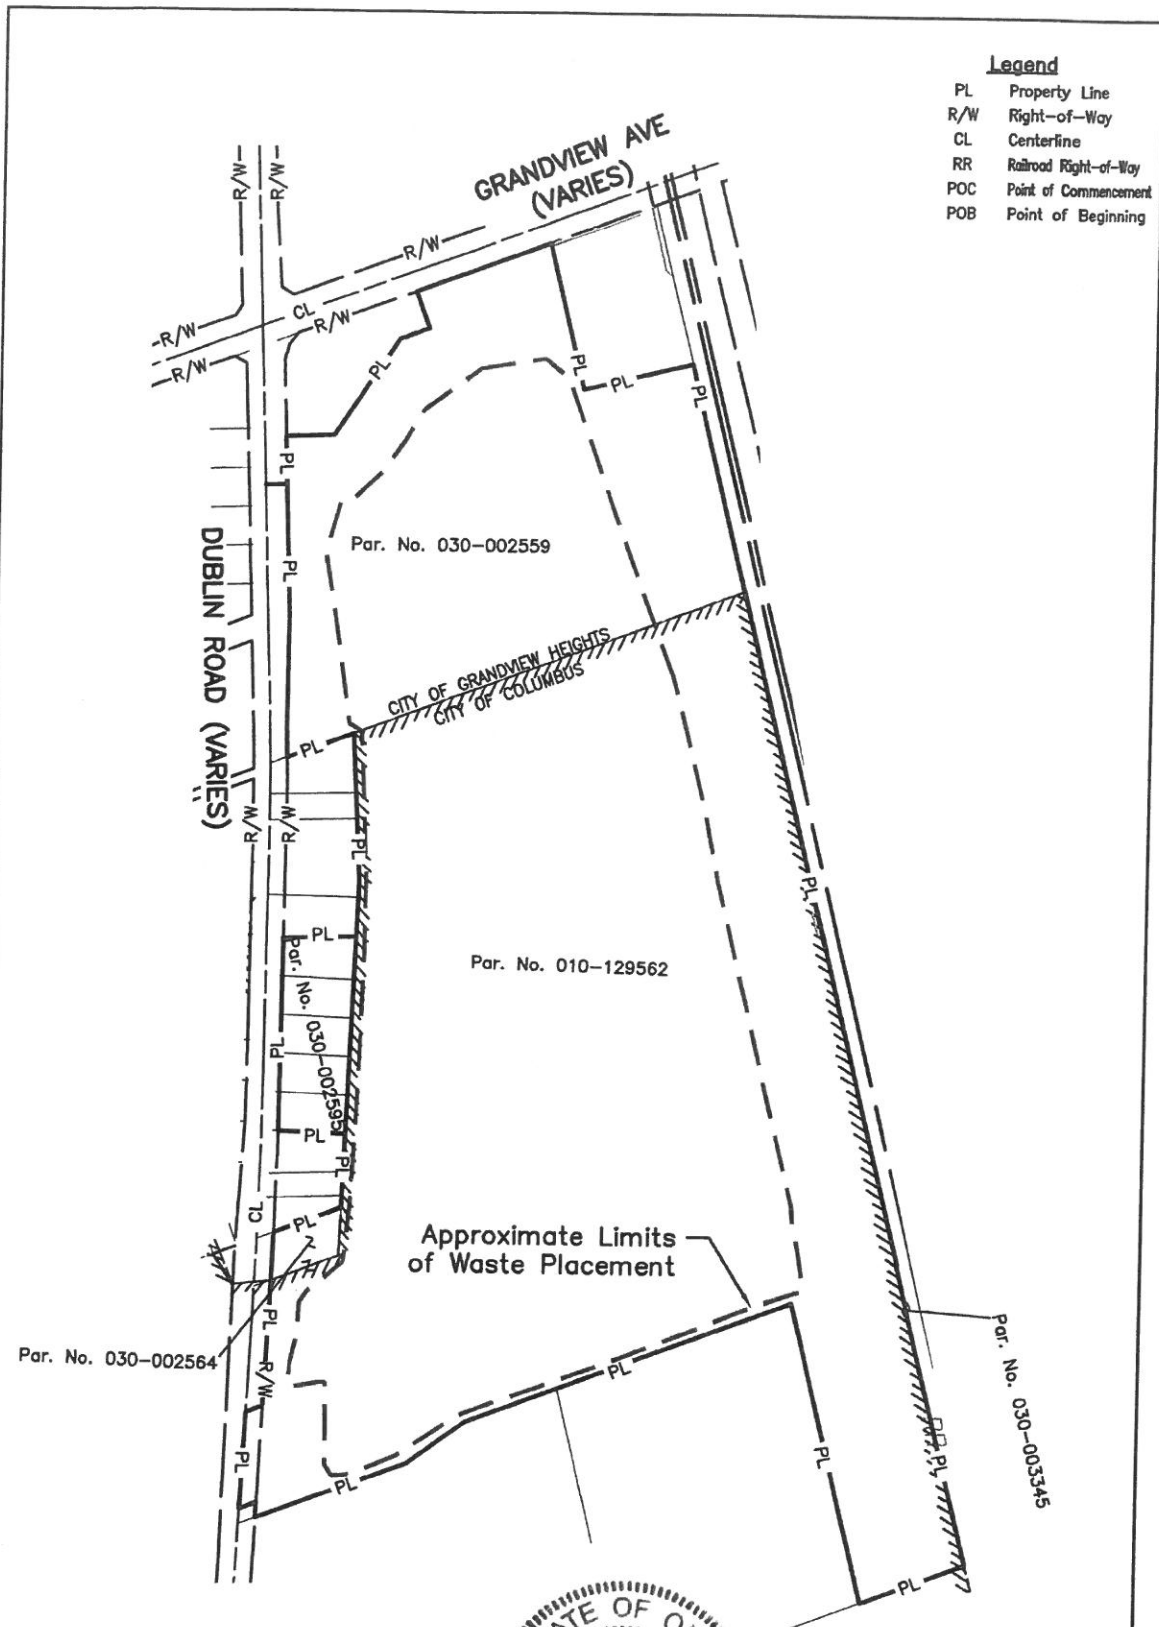 Legend
PL Property Line
R/W Right-of-Way
CL Centerline
RR Railroad Right-of-Way
POC Point of Commencement
POB Point of Beginning
GRANDVIEW AVE
(VARIES)
R/W
R/W
R/W
CL
R/W
R/W
R/W
PL
PL
PL
PL
PL
PL
Par. No. 030-002559
DUBLIN ROAD (VARIES)
CITY OF GRANDVIEW HEIGHTS
CITY OF COLUMBUS
PL
R/W
R/W
PL
PL
PL
Par. No. 010-129562
Par. No. 030-002595
PL
PL
PL
CL
PL
Approximate Limits
of Waste Placement
PL
Par. No. 030-002564
R/W
PL
PL
PL
PL
PL
Par. No. 030-003345
PL